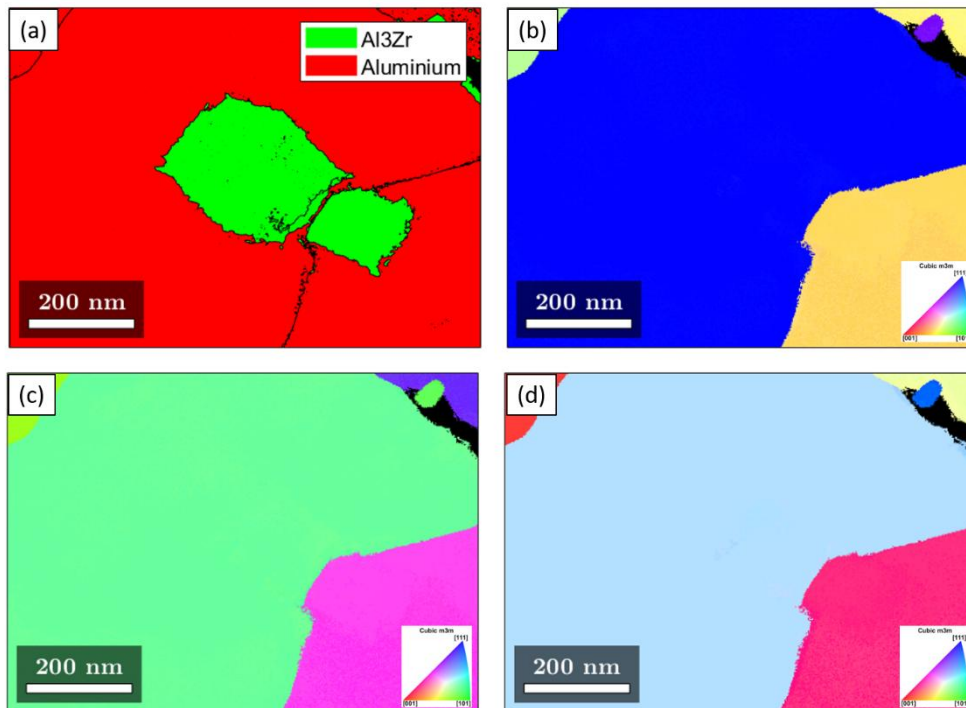 (a)
Al3Zr
Aluminium
200 nm
(b)
Cubic m3m
[111]
[001]
[101]
200 nm
(c)
Cubic m3m
[111]
[001]
[101]
200 nm
(d)
Cubic m3m
[111]
[001]
[101]
200 nm